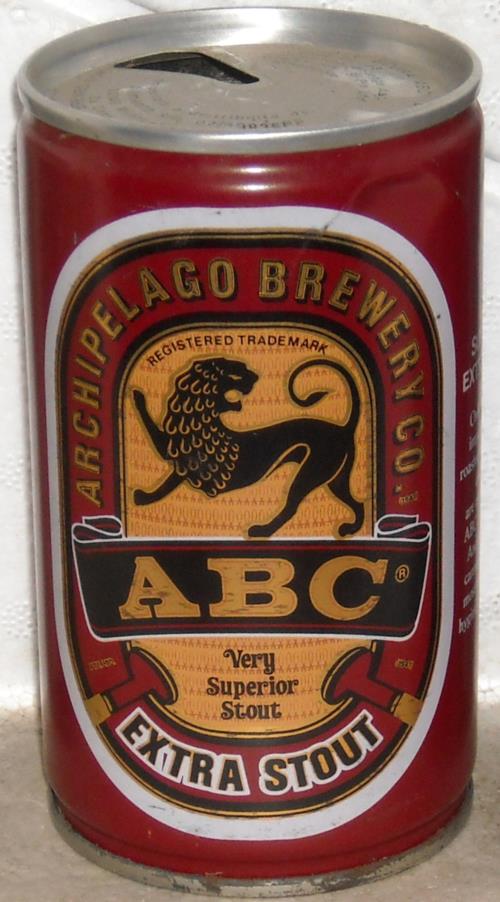 ARCHIPELAGO BREWERY CO.
REGISTERED TRADEMARK
ABC®
Very
Superior
Stout
EXTRA STOUT